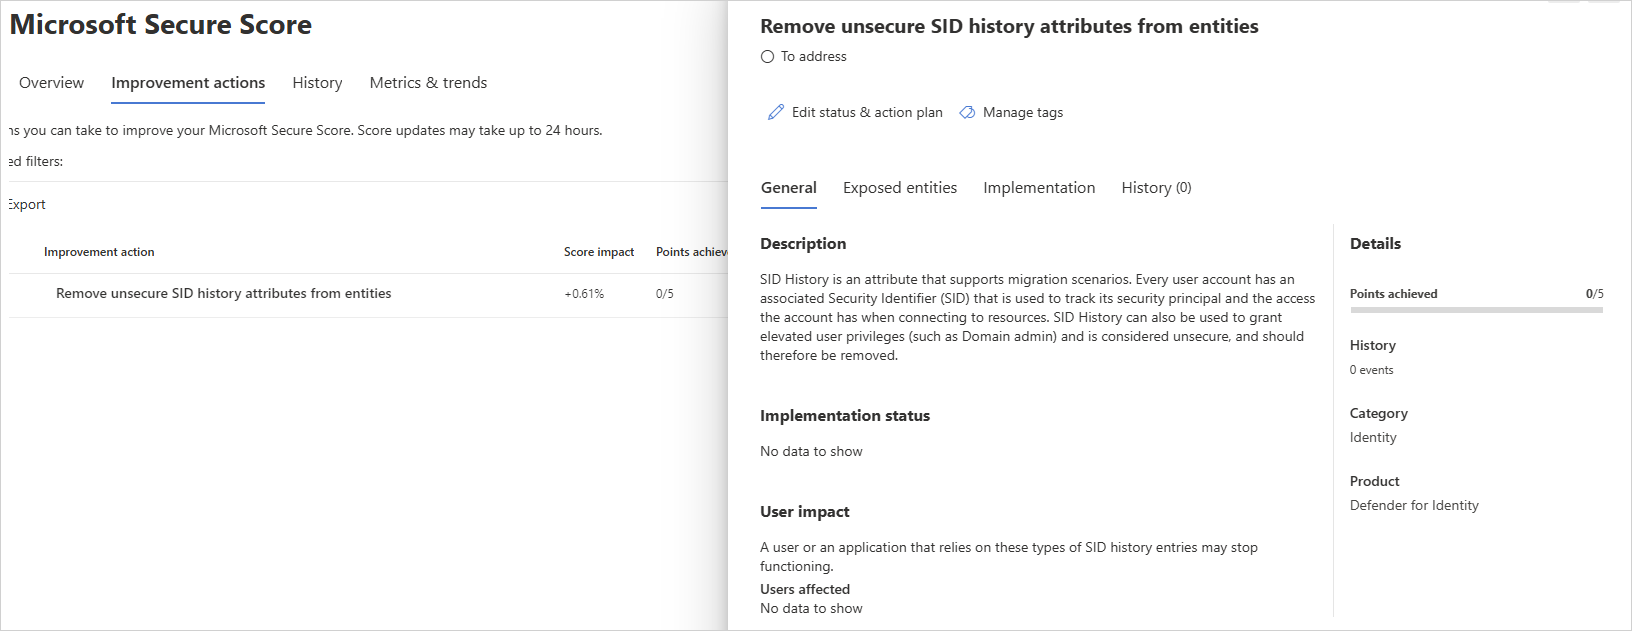 Microsoft Secure Score
Overview
Improvement actions
History
Metrics & trends
you can take to improve your Microsoft Secure Score. Score updates may take up to 24 hours.
filters:
Export
Improvement action
Score impact
Points
Remove unsecure SID history attributes from entities
+0.61%
0/5
Remove unsecure SID history attributes from entities
To address
Edit status & action plan
Manage tags
General
Exposed entities
Implementation
History (0)
Description
SID History is an attribute that supports migration scenarios. Every user account has an
associated Security Identifier (SID) that is used to track its security principal and the access
the account has when connecting to resources. SID History can also be used to grant
elevated user privileges (such as Domain admin) and is considered unsecure, and should
therefore be removed.
Implementation status
No data to show
User impact
A user or an application that relies on these types of SID history entries may stop
functioning.
Users affected
No data to show
Details
Points achieved
0/5
History
0 events
Category
Identity
Product
Defender for Identity